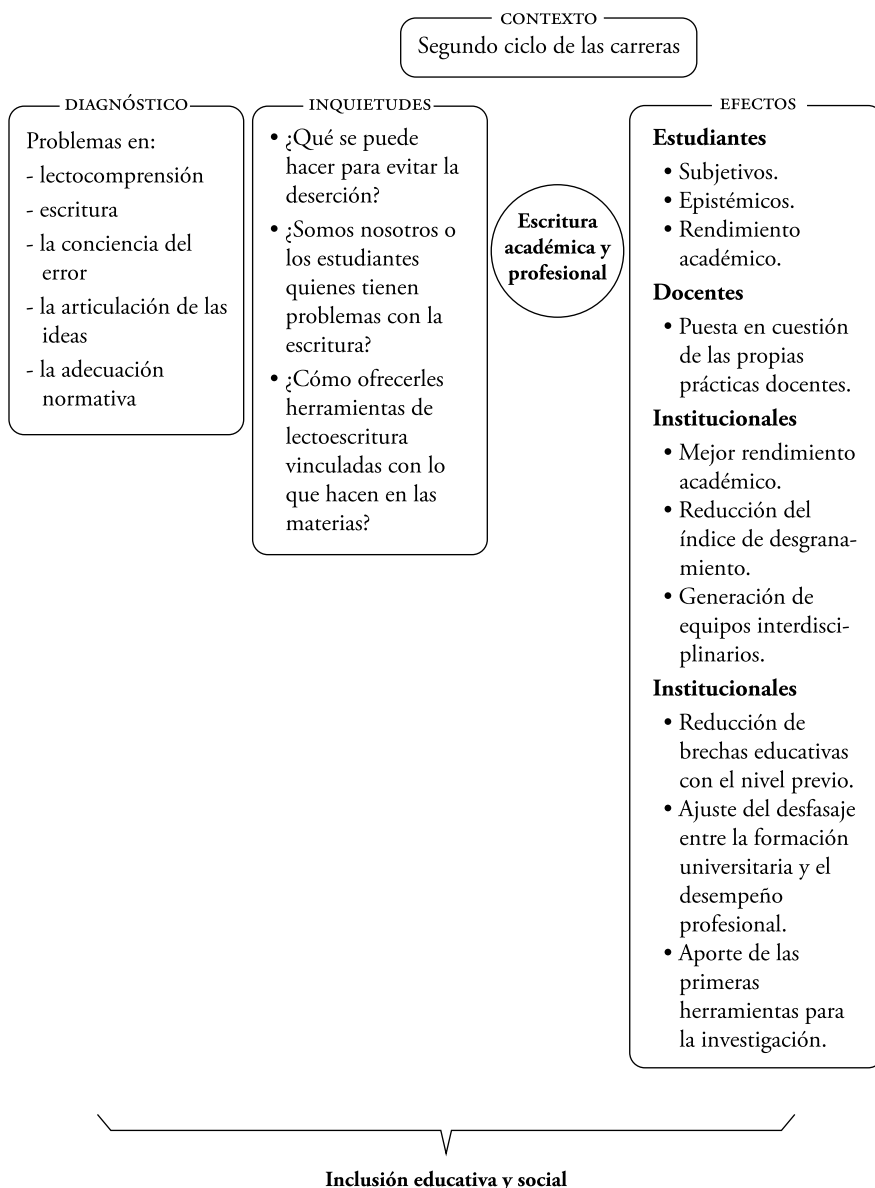 CONTEXTO
Segundo ciclo de las carreras
DIAGNÓSTICO
Problemas en:
- lectocomprensión
- escritura
- la conciencia del
error
- la articulación de las
ideas
- la adecuación
normativa
INQUIETUDES
• ¿Qué se puede
hacer para evitar la
deserción?
• ¿Somos nosotros o
los estudiantes
quienes tienen
problemas con la
escritura?
• ¿Cómo ofrecerles
herramientas de
lectoescritura
vinculadas con lo
que hacen en las
materias?
Escritura
académica y
profesional
EFECTOS
Estudiantes
• Subjetivos.
• Epistémicos.
• Rendimiento
académico.
Docentes
• Puesta en cuestión
de las propias
prácticas docentes.
Institucionales
• Mejor rendimiento
académico.
• Reducción del
índice de desgrana-
miento.
• Generación de
equipos interdisci-
plinarios.
Institucionales
• Reducción de
brechas educativas
con el nivel previo.
• Ajuste del desfasaje
entre la formación
universitaria y el
desempeño
profesional.
• Aporte de las
primeras
herramientas para
la investigación.
Inclusión educativa y social